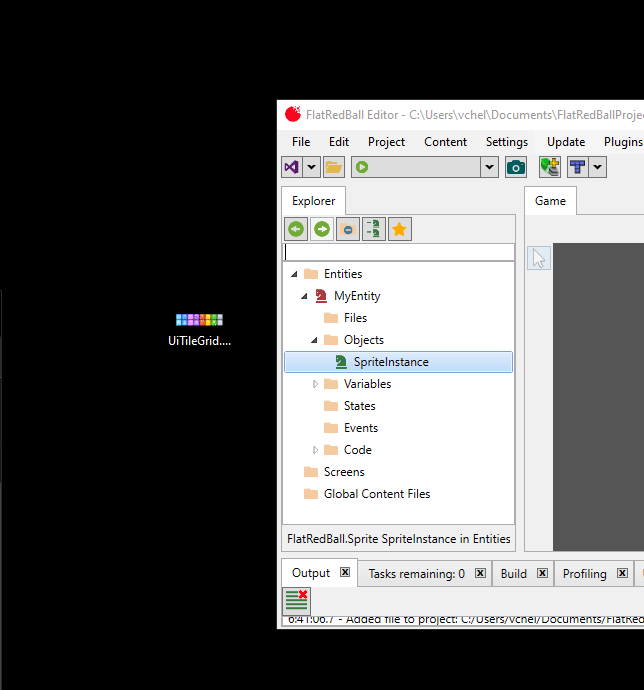 FlatRedBall Editor - C:\Users\vchel\Documents\FlatRedBallProjec
File Edit Project Content Settings Update Plugins
Explorer
Game
Entities
MyEntity
Files
Objects
SpriteInstance
Variables
States
Events
Code
Screens
Global Content Files
FlatRedBall.Sprite SpriteInstance in Entities
UiTileGrid....
Output Tasks remaining: 0 Build Profiling
6:41:06.7 - Added file to project: C:/Users/vchel/Documents/FlatRed